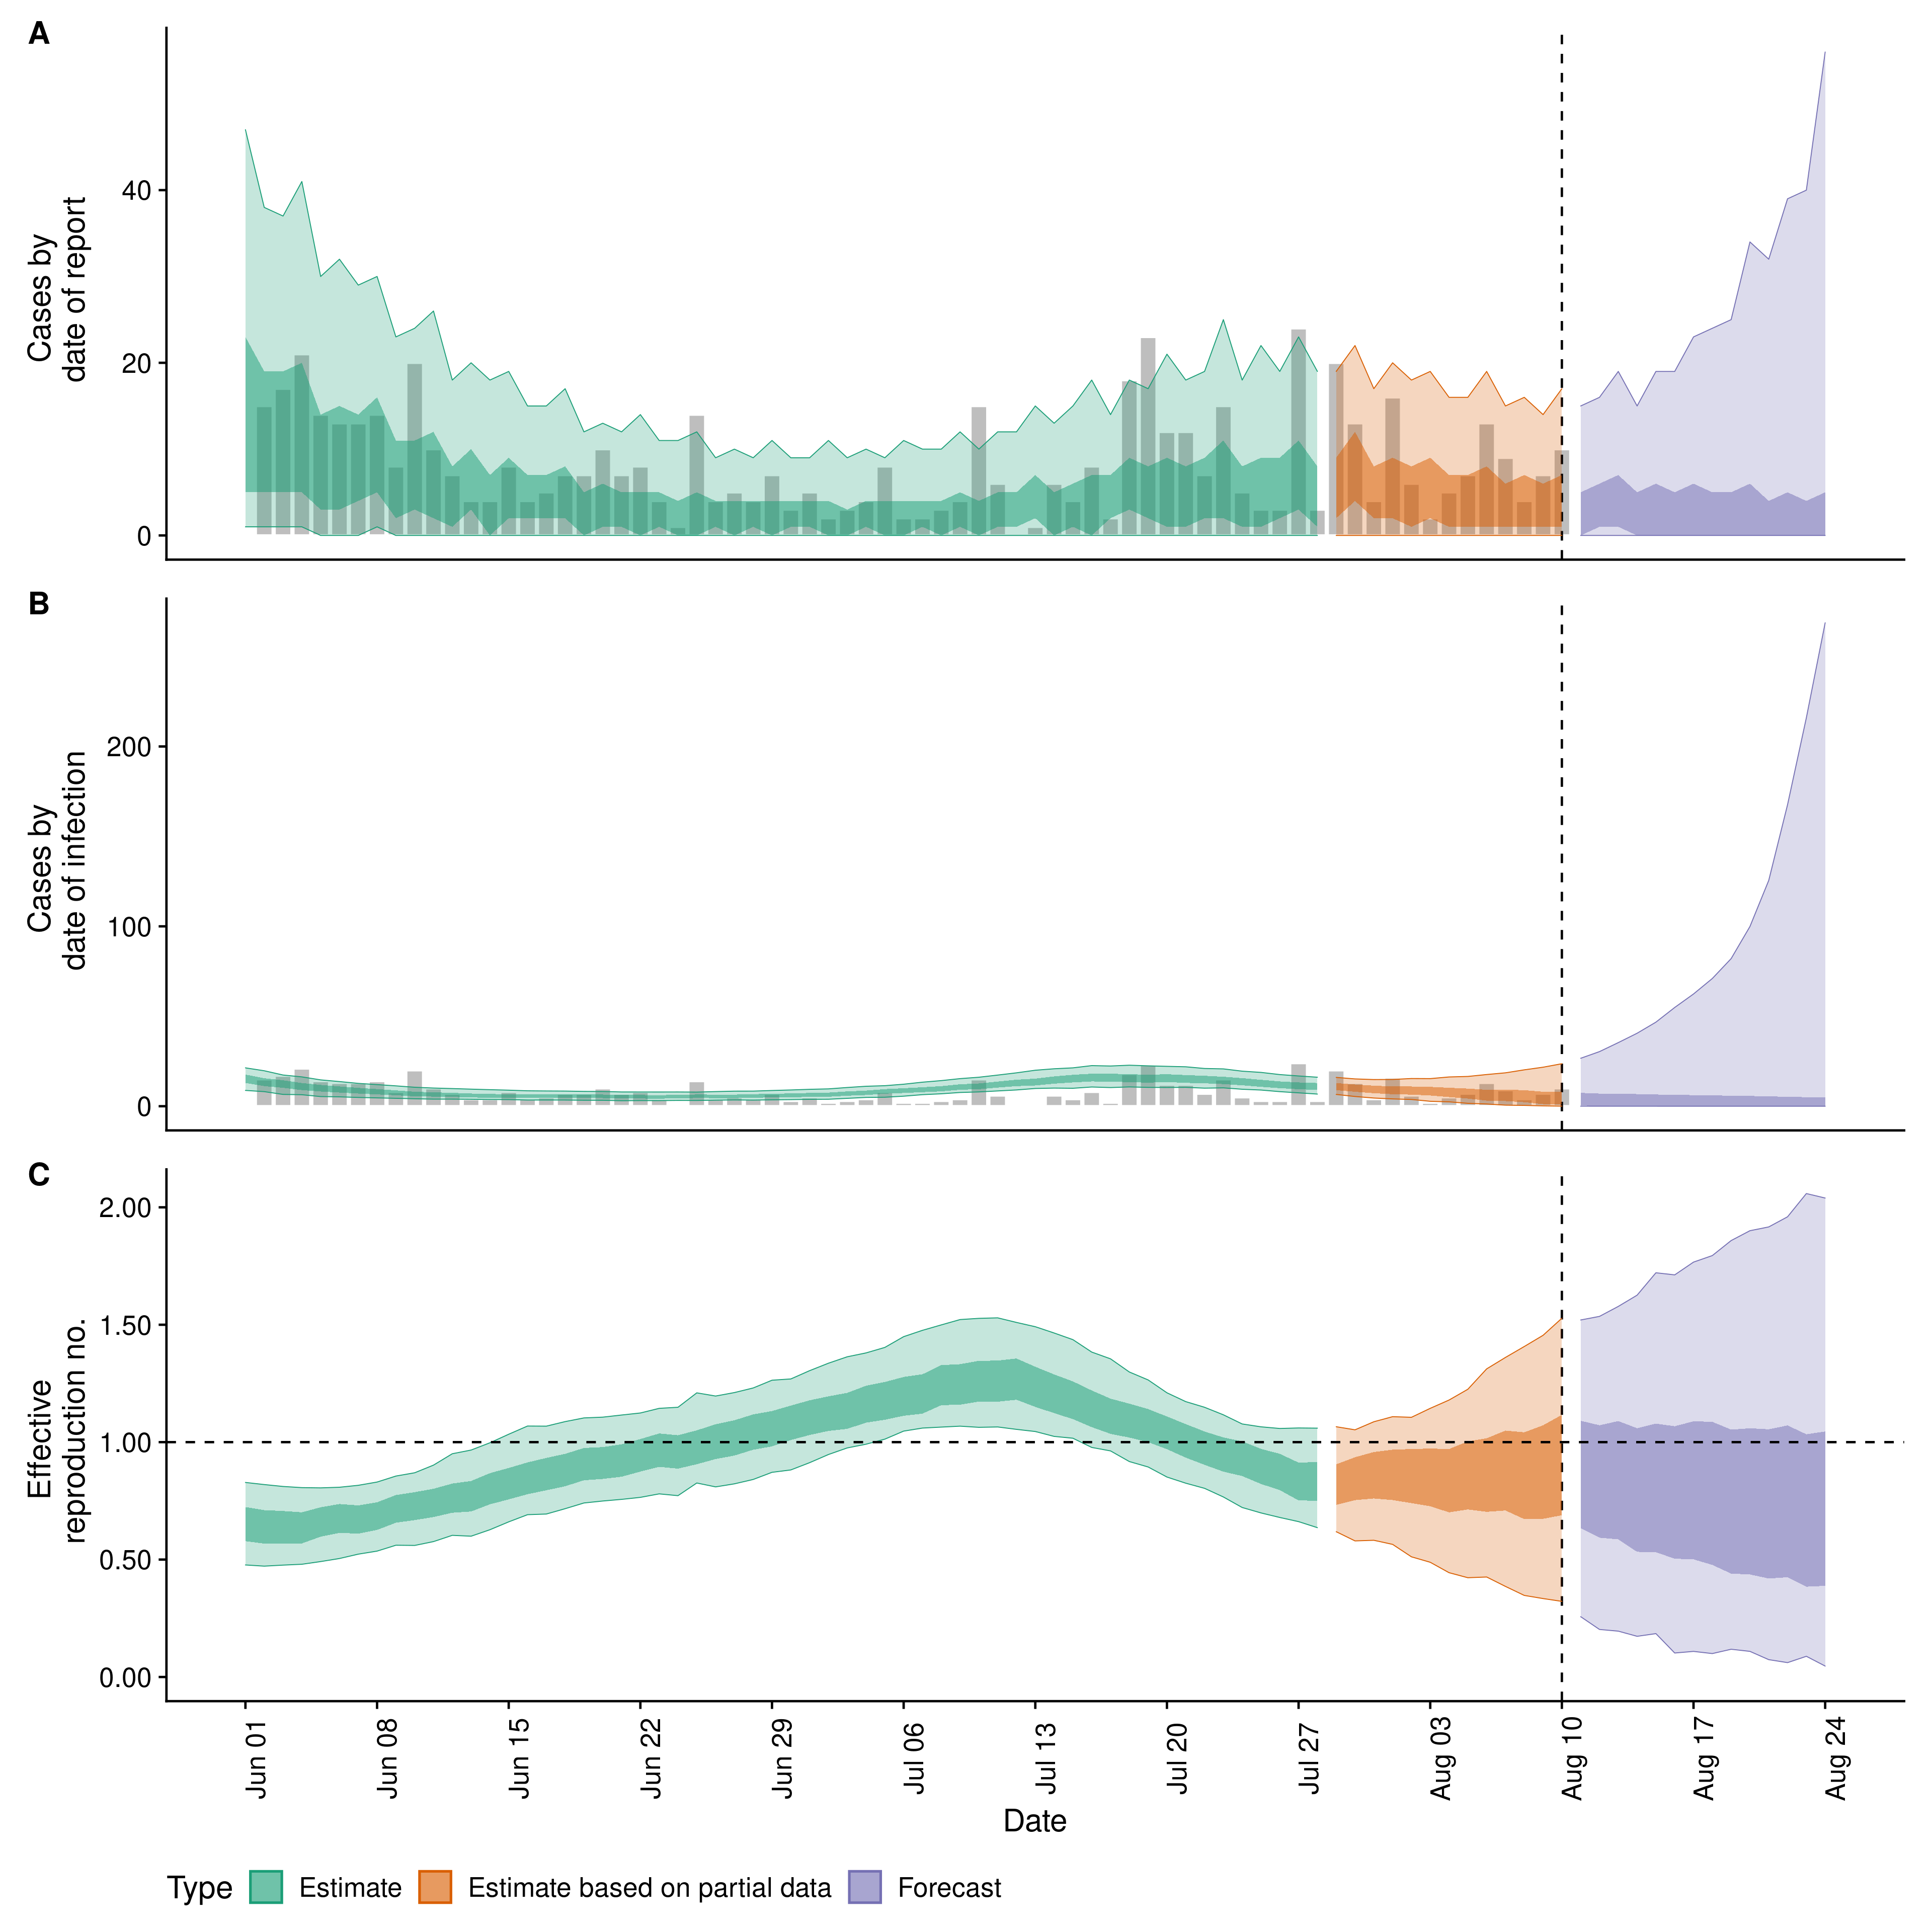 A
Cases by
date of report
40
20
0
B
Cases by
date of infection
200
100
0
C
Effective
reproduction no.
2.00
1.50
1.00
0.50
0.00
Jun 01
Jun 08
Jun 15
Jun 22
Jun 29
Jul 06
Jul 13
Jul 20
Jul 27
Aug 03
Aug 10
Aug 17
Aug 24
Date
Type Estimate Estimate based on partial data Forecast